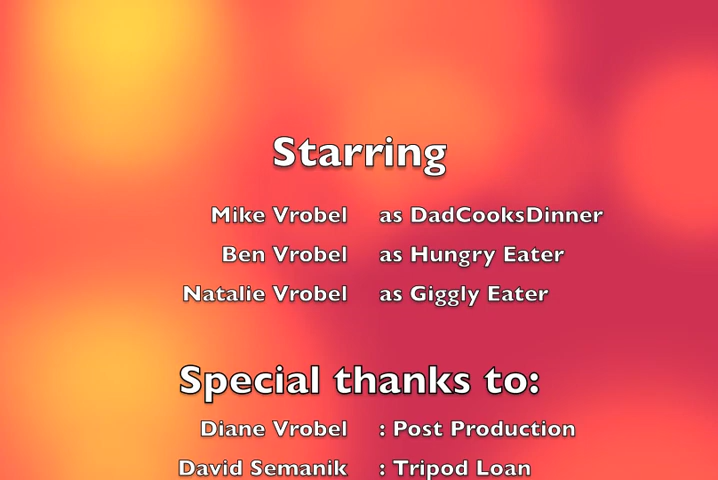 Starring
Mike Vrobel as DadCooksDinner
Ben Vrobel as Hungry Eater
Natalie Vrobel as Giggly Eater
Special thanks to:
Diane Vrobel : Post Production
David Semanik : Tripod Loan